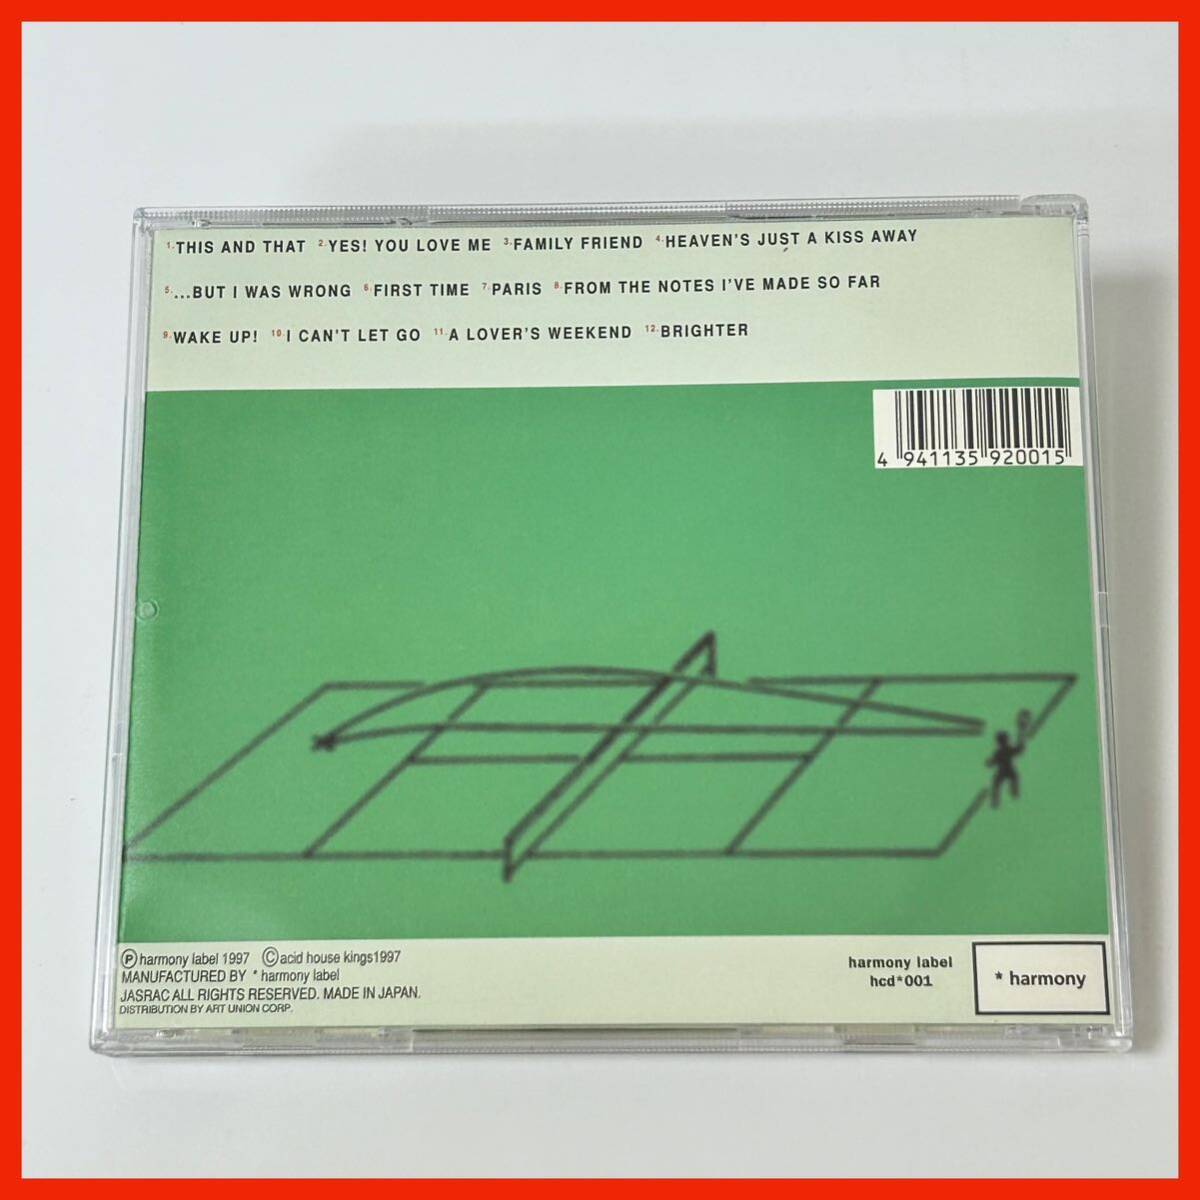 1.THIS AND THAT 2.YES! YOU LOVE ME 3.FAMILY FRIEND 4.HEAVEN'S JUST A KISS AWAY
5....BUT I WAS WRONG 6.FIRST TIME 7.PARIS 8.FROM THE NOTES I'VE MADE SO FAR
9.WAKE UP! 10.I CAN'T LET GO 11.A LOVER'S WEEKEND 12.BRIGHTER
4 941135 920015
Ⓟharmony label 1997 ©acid house kings1997
MANUFACTURED BY * harmony label
JASRAC ALL RIGHTS RESERVED. MADE IN JAPAN.
DISTRIBUTION BY ART UNION CORP.
harmony label
hcd*001
* harmony